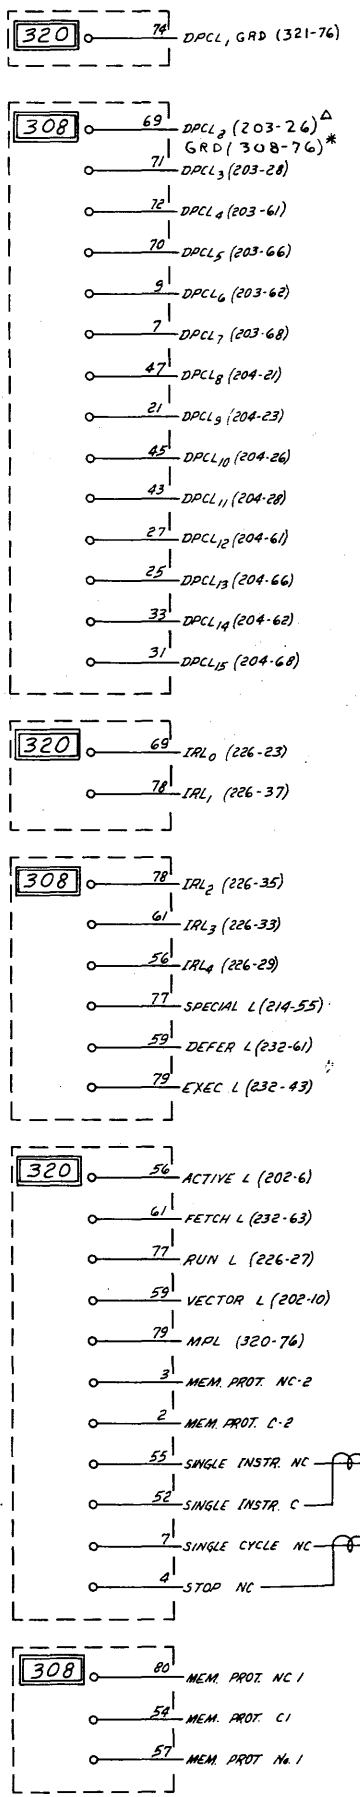 320 74 DPCL, GRD (321-76)
308 69 DPCL2 (203-26)△
GRD(308-76)*
71 DPCL3 (203-28)
72 DPCL4 (203-61)
70 DPCL5 (203-66)
9 DPCL6 (203-62)
7 DPCL7 (203-68)
47 DPCL8 (204-21)
21 DPCL9 (204-23)
45 DPCL10 (204-26)
43 DPCL11 (204-28)
27 DPCL12 (204-61)
25 DPCL13 (204-66)
33 DPCL14 (204-62)
31 DPCL15 (204-68)
320 69 IRL0 (226-23)
78 IRL1 (226-37)
308 78 IRL2 (226-35)
61 IRL3 (226-33)
56 IRL4 (226-29)
77 SPECIAL L (214-55)
59 DEFER L (232-61)
79 EXEC L (232-43)
320 56 ACTIVE L (202-6)
61 FETCH L (232-63)
77 RUN L (226-27)
59 VECTOR L (202-10)
79 MPL (320-76)
3 MEM. PROT. NC-2
2 MEM. PROT. C-2
55 SINGLE INSTR. NC
52 SINGLE INSTR. C
7 SINGLE CYCLE NC
4 STOP NC
308 80 MEM. PROT. NC 1
54 MEM. PROT. C1
57 MEM. PROT No. 1